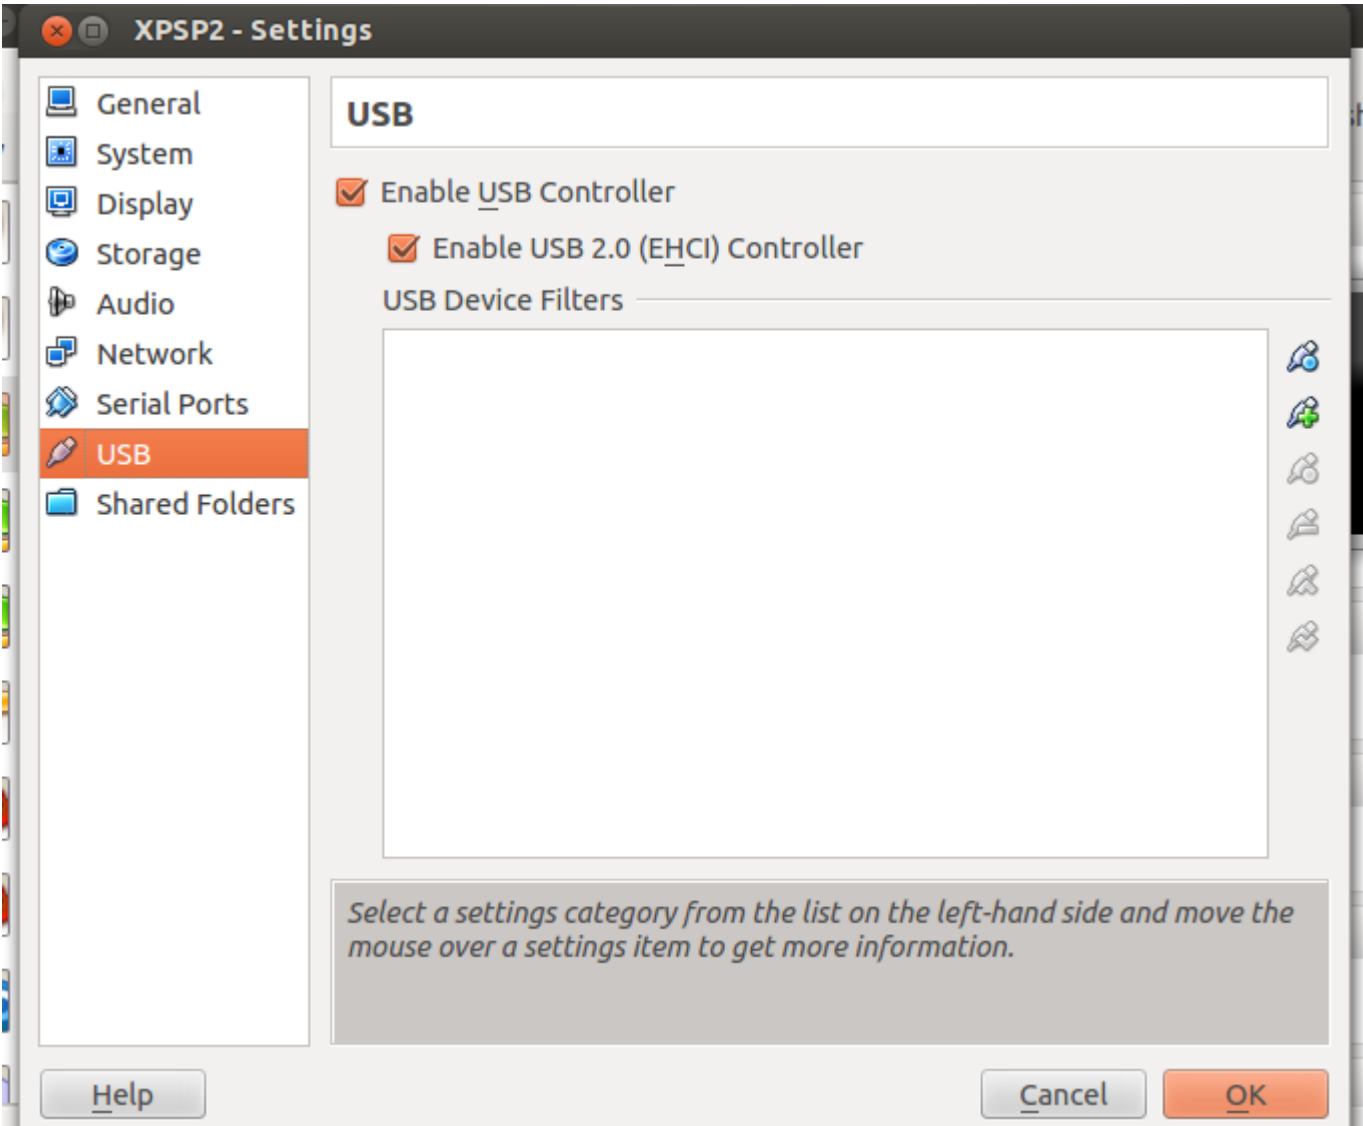 XPSP2 - Settings
General
System
Display
Storage
Audio
Network
Serial Ports
USB
Shared Folders
USB
Enable USB Controller
Enable USB 2.0 (EHCI) Controller
USB Device Filters
Select a settings category from the list on the left-hand side and move the
mouse over a settings item to get more information.
Help
Cancel
OK